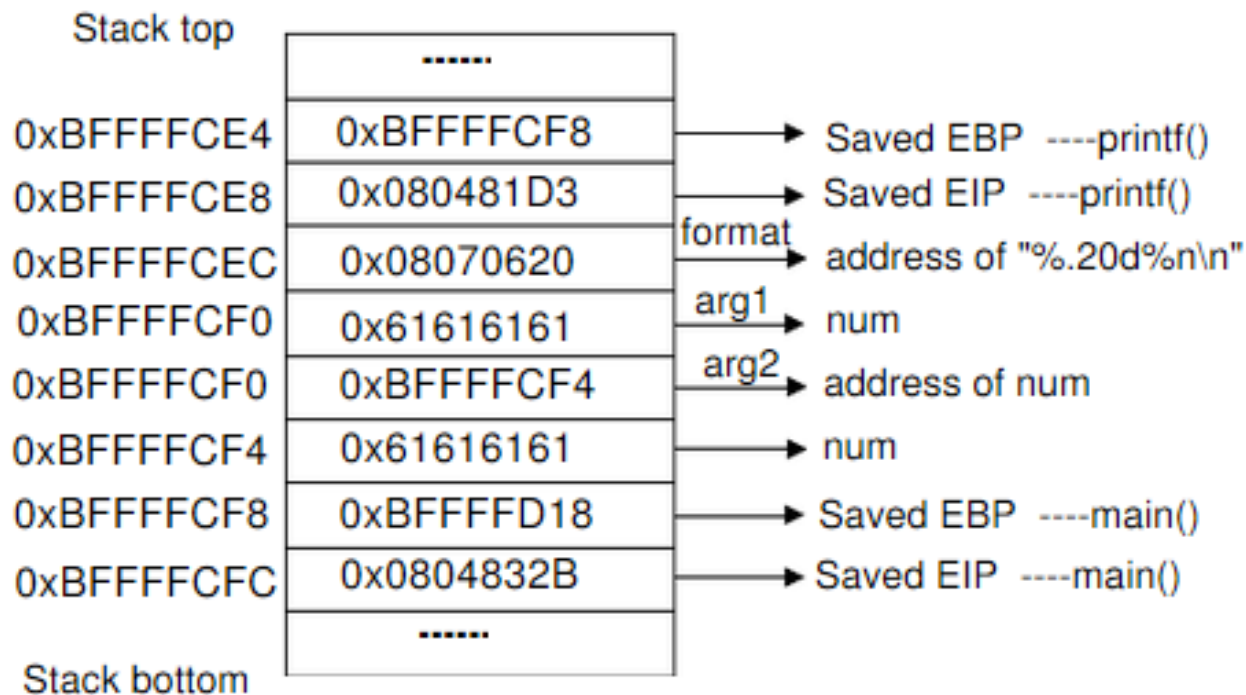 Stack top
------
0xBFFFFCE4 0xBFFFFCF8 Saved EBP ----printf()
0xBFFFFCE8 0x080481D3 Saved EIP ----printf()
0xBFFFFCEC 0x08070620 format address of "%.20d%n\n"
0xBFFFFCF0 0x61616161 arg1 num
0xBFFFFCF0 0xBFFFFCF4 arg2 address of num
0xBFFFFCF4 0x61616161 num
0xBFFFFCF8 0xBFFFFD18 Saved EBP ----main()
0xBFFFFCFC 0x0804832B Saved EIP ----main()
------
Stack bottom